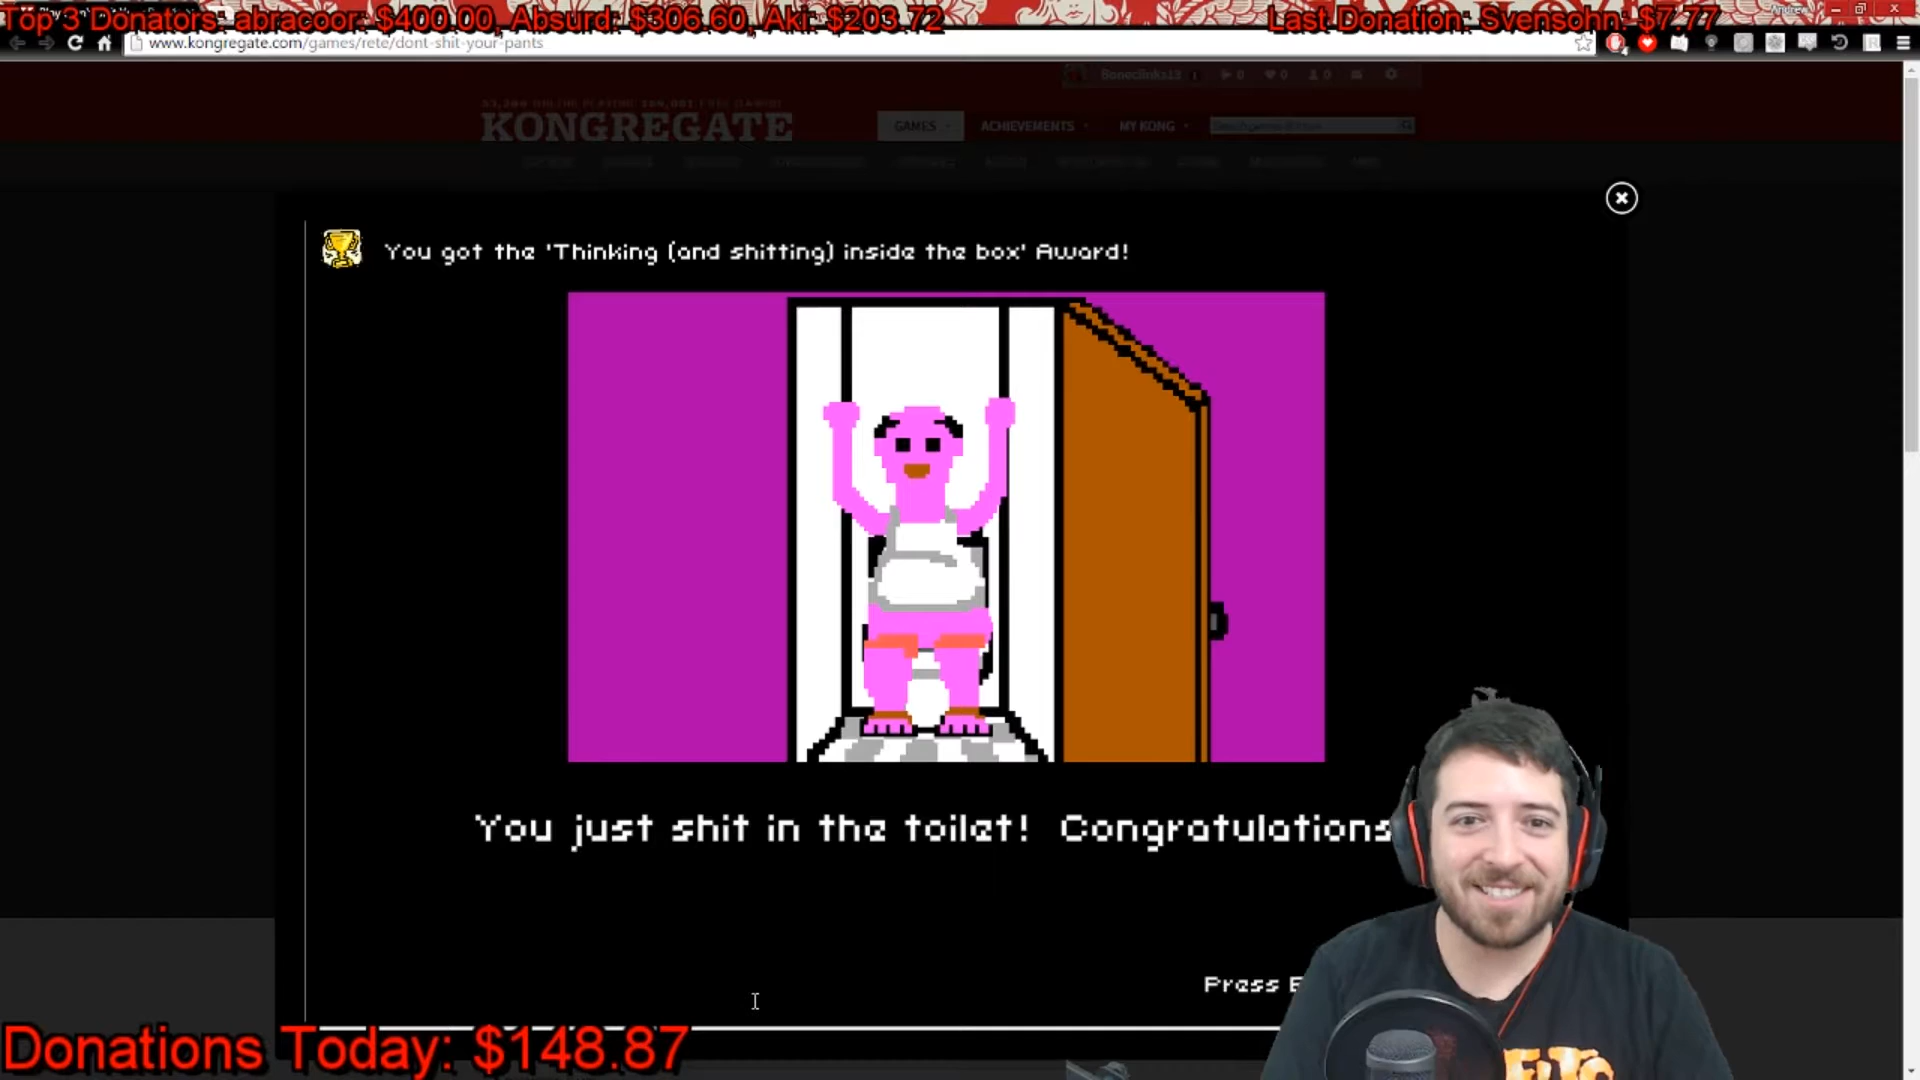 Top 3 Donators: abracoor: $400.00, Absurd: $306.60, Aki: $203.72
Last Donation: Svensohn: $7.77
www.kongregate.com/games/rete/dont-shit-your-pants
Boneclinks13
KONGREGATE
GAMES
ACHIEVEMENTS
MY KONG
You got the 'Thinking (and shitting) inside the box' Award!
You just shit in the toilet! Congratulations
Press E
Donations Today: $148.87